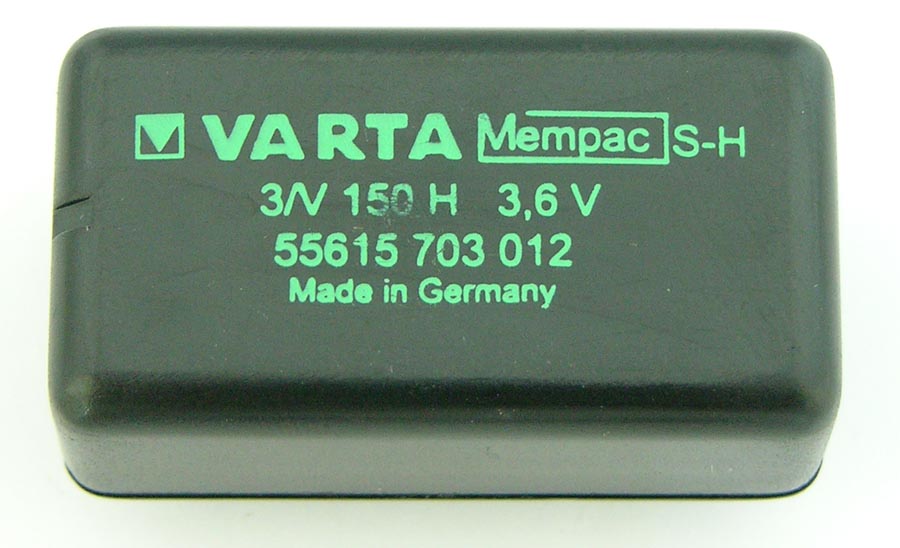 VARTA Mempac S-H
3/V 150 H 3,6 V
55615 703 012
Made in Germany